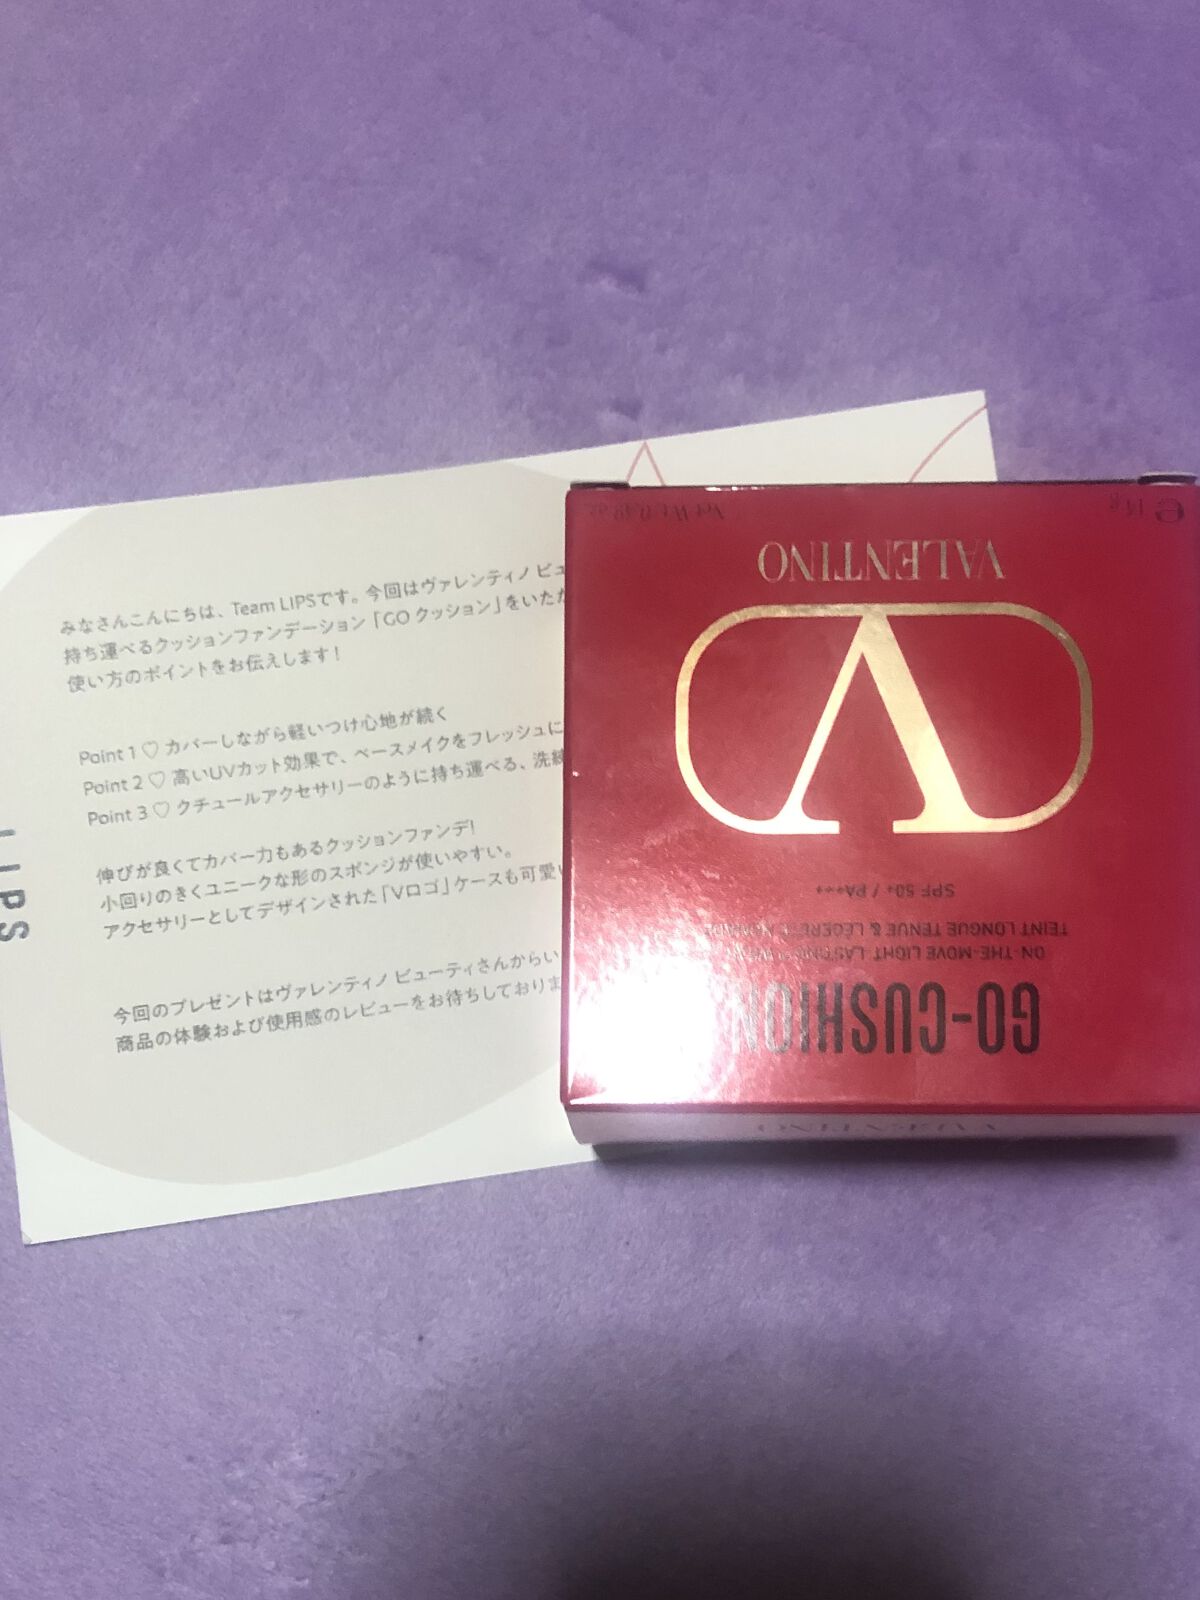 みなさんこんにちは、Team LIPSです。今回はヴァレンティノ ビュ
持ち運べるクッションファンデーション「GO クッション」をいただ
使い方のポイントをお伝えします!
Point 1♡ カバーしながら軽いつけ心地が続く
Point 2♡ 高いUVカット効果で、ベースメイクをフレッシュに
Point 3♡ クチュールアクセサリーのように持ち運べる、洗練
伸びが良くてカバー力もあるクッションファンデ!
小回りのきくユニークな形のスポンジが使いやすい。
アクセサリーとしてデザインされた「Vロゴ」ケースも可愛い
今回のプレゼントはヴァレンティノ ビューティさんからい
商品の体験および使用感のレビューをお待ちしておりま
LIPS
VALENTINO
GO-CUSHION
ON-THE-MOVE LIGHT LASTING
TEINT LONGUE TENUE & LÉGÈRETÉ NOMADE
SPF 50+ / PA+++
V
VALENTINO
14 g e
Net Wt. 0.49 oz